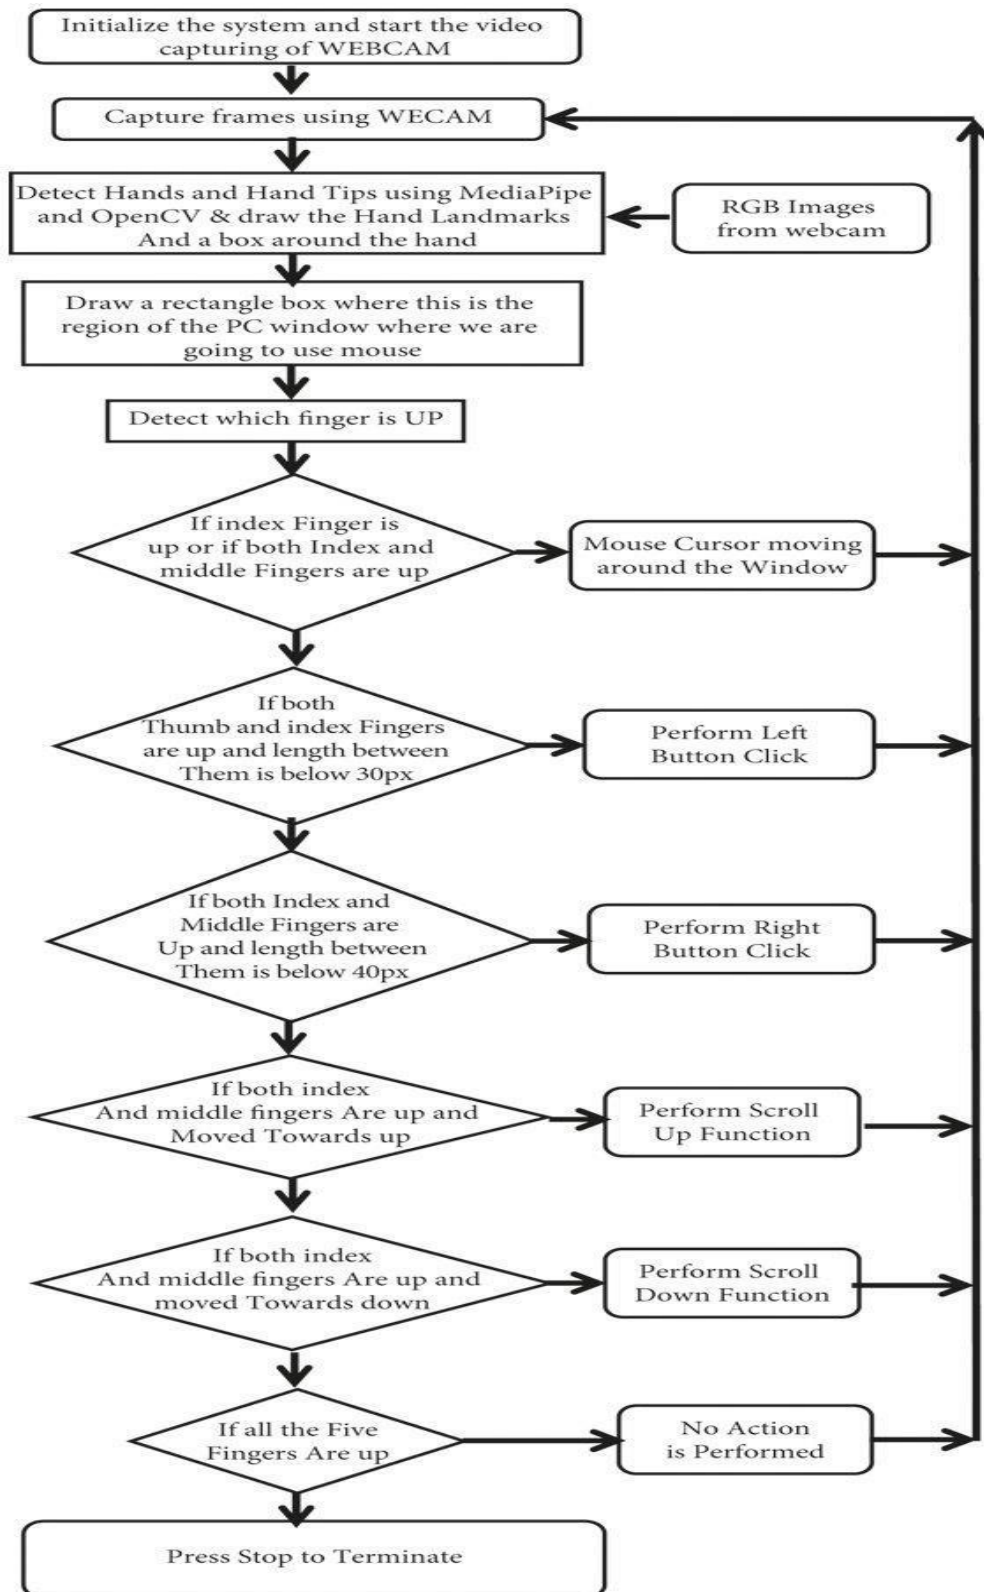 Initialize the system and start the video
capturing of WEBCAM
Capture frames using WECAM
Detect Hands and Hand Tips using MediaPipe
and OpenCV & draw the Hand Landmarks
And a box around the hand
RGB Images
from webcam
Draw a rectangle box where this is the
region of the PC window where we are
going to use mouse
Detect which finger is UP
If index Finger is
up or if both Index and
middle Fingers are up
Mouse Cursor moving
around the Window
If both
Thumb and index Fingers
are up and length between
Them is below 30px
Perform Left
Button Click
If both Index and
Middle Fingers are
Up and length between
Them is below 40px
Perform Right
Button Click
If both index
And middle fingers Are up and
Moved Towards up
Perform Scroll
Up Function
If both index
And middle fingers Are up and
moved Towards down
Perform Scroll
Down Function
If all the Five
Fingers Are up
No Action
is Performed
Press Stop to Terminate